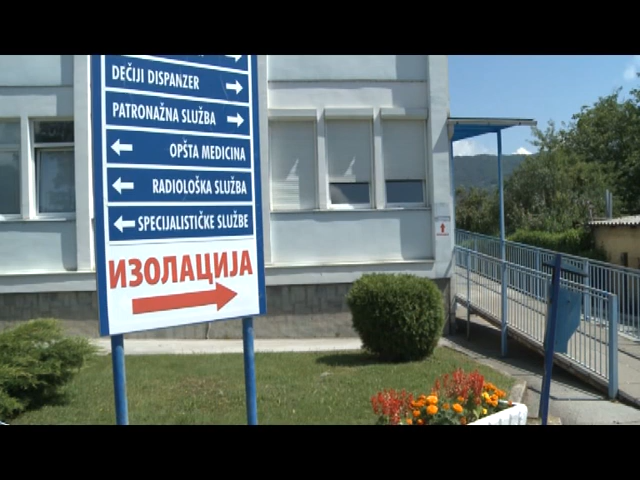 DEČIJI DISPANZER
PATRONAŽNA SLUŽBA
OPŠTA MEDICINA
RADIOLOŠKA SLUŽBA
SPECIJALISTIČKE SLUŽBE
ИЗОЛАЦИЈА